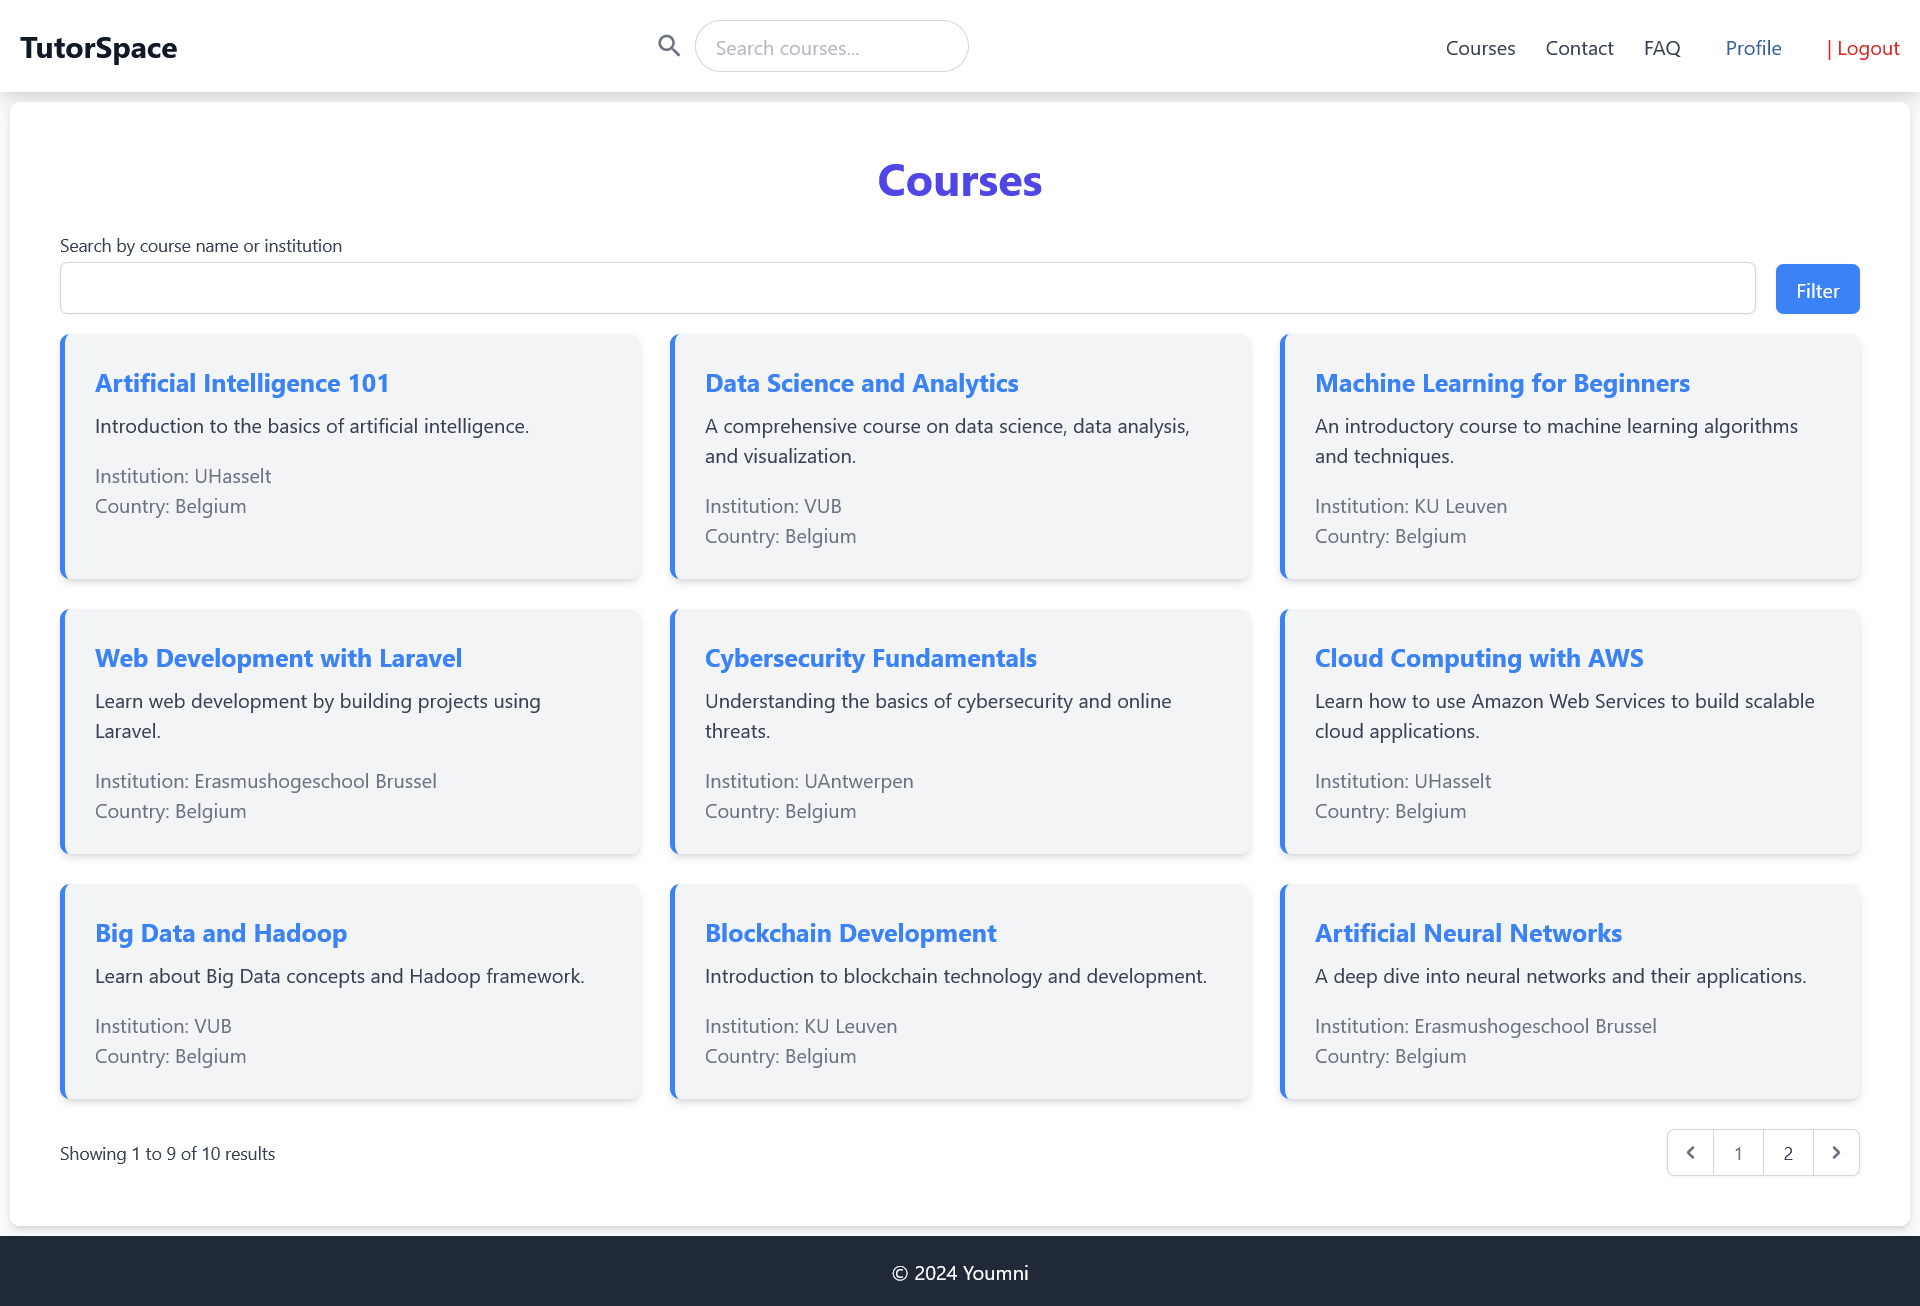 TutorSpace
Search courses...
Courses
Contact
FAQ
Profile
| Logout
Courses
Search by course name or institution
Filter
Artificial Intelligence 101
Introduction to the basics of artificial intelligence.
Institution: UHasselt
Country: Belgium
Data Science and Analytics
A comprehensive course on data science, data analysis,
and visualization.
Institution: VUB
Country: Belgium
Machine Learning for Beginners
An introductory course to machine learning algorithms
and techniques.
Institution: KU Leuven
Country: Belgium
Web Development with Laravel
Learn web development by building projects using
Laravel.
Institution: Erasmushogeschool Brussel
Country: Belgium
Cybersecurity Fundamentals
Understanding the basics of cybersecurity and online
threats.
Institution: UAntwerpen
Country: Belgium
Cloud Computing with AWS
Learn how to use Amazon Web Services to build scalable
cloud applications.
Institution: UHasselt
Country: Belgium
Big Data and Hadoop
Learn about Big Data concepts and Hadoop framework.
Institution: VUB
Country: Belgium
Blockchain Development
Introduction to blockchain technology and development.
Institution: KU Leuven
Country: Belgium
Artificial Neural Networks
A deep dive into neural networks and their applications.
Institution: Erasmushogeschool Brussel
Country: Belgium
Showing 1 to 9 of 10 results
1
2
© 2024 Youmni